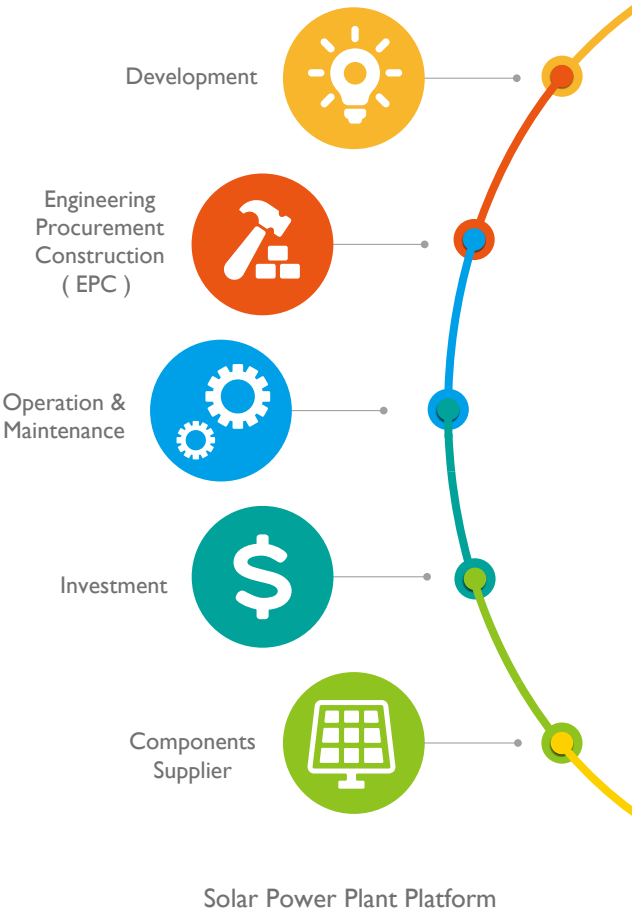 Development
Engineering
Procurement
Construction
( EPC )
Operation &
Maintenance
Investment
Components
Supplier
Solar Power Plant Platform